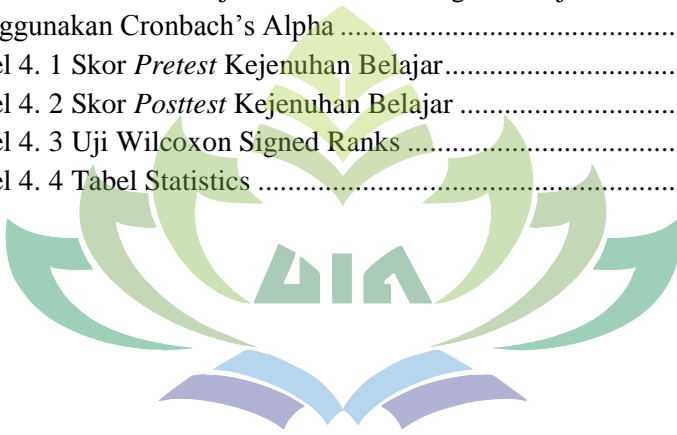 ggunakan Cronbach's Alpha ........................................................
el 4. 1 Skor Pretest Kejenuhan Belajar......................................
el 4. 2 Skor Posttest Kejenuhan Belajar ....................................
el 4. 3 Uji Wilcoxon Signed Ranks ............................................
el 4. 4 Tabel Statistics .................................................................
UIN